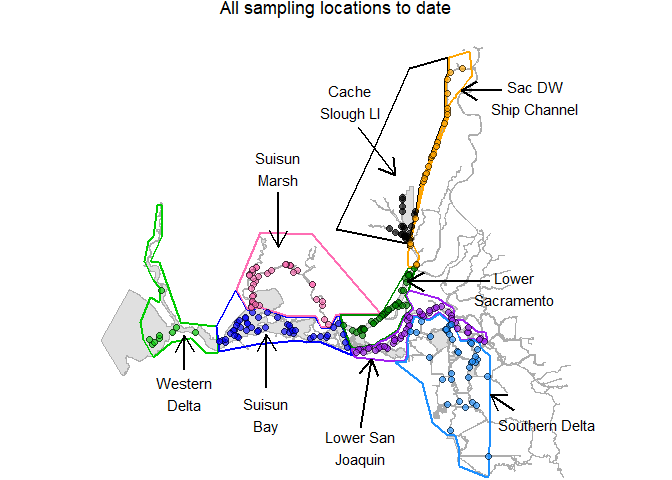 All sampling locations to date
Sac DW
Ship Channel
Cache
Slough LI
Suisun
Marsh
Lower
Sacramento
Western
Delta
Suisun
Bay
Lower San
Joaquin
Southern Delta